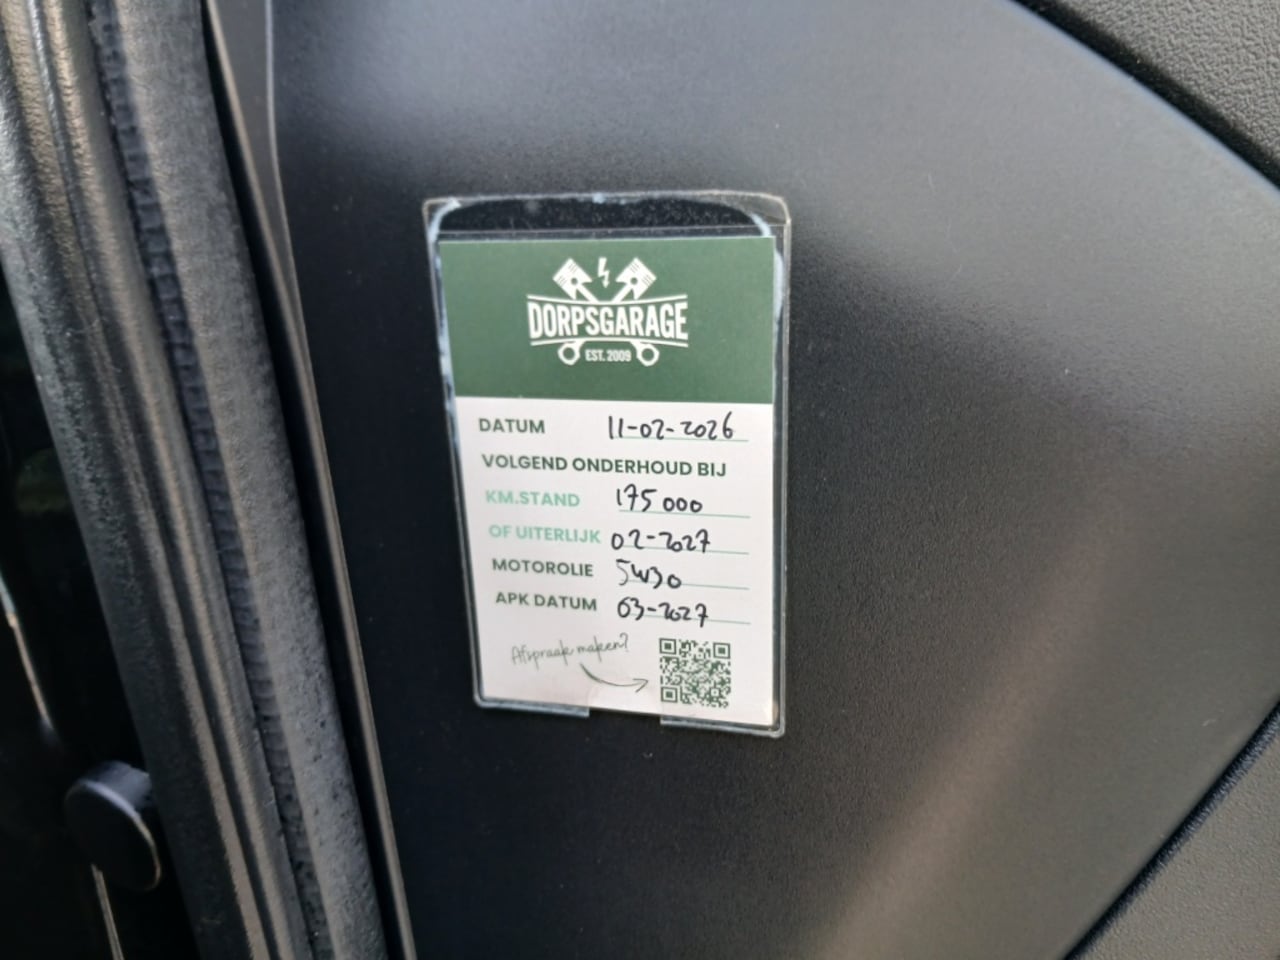 DORPSGARAGE
EST. 2009
DATUM 11-02-2026
VOLGEND ONDERHOUD BIJ
KM.STAND 175 000
OF UITERLIJK 02-2027
MOTOROLIE 5W30
APK DATUM 03-2027
Afspraak maken?